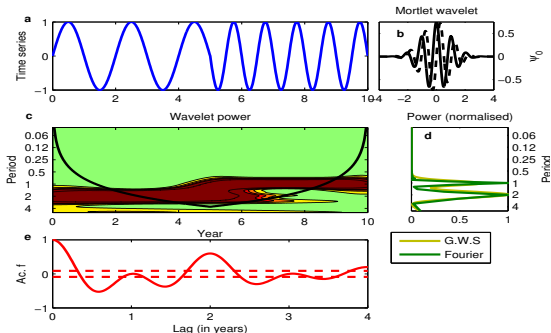 Mortlet wavelet
a
b
Time series
1
0
−1
0 2 4 6 8 10
0.5
0
−0.5
ψ0
−4 −2 0 2 4
c
Wavelet power
Power (normalised)
d
Period
0.06
0.12
0.25
0.5
1
2
4
0 2 4 6 8 10
Year
0.06
0.12
0.25
0.5
1
2
4
Period
0 0.5 1
G.W.S
Fourier
e
Ac. f
1
0
−1
0 1 2 3 4
Lag (in years)